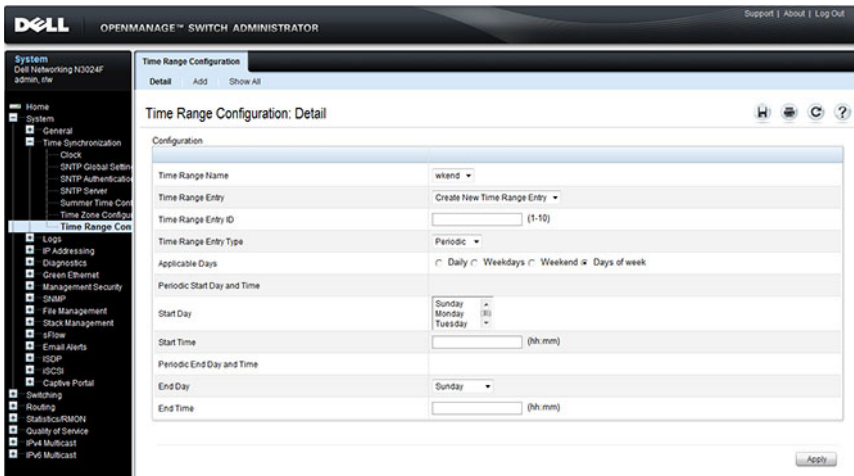 Support | About | Log Out
DELL OPENMANAGE™ SWITCH ADMINISTRATOR
System
Dell Networking N3024F
admin, r/w
Home
System
General
Time Synchronization
Clock
SNTP Global Settin
SNTP Authentication
SNTP Server
Summer Time Conf
Time Zone Configu
Time Range Con
Logs
IP Addressing
Diagnostics
Green Ethernet
Management Security
SNMP
File Management
Stack Management
sFlow
Email Alerts
ISDP
iSCSI
Captive Portal
Switching
Routing
Statistics/RMON
Quality of Service
IPv4 Multicast
IPv6 Multicast
Time Range Configuration
Detail Add Show All
Time Range Configuration: Detail
Configuration
Time Range Name wkend
Time Range Entry Create New Time Range Entry
Time Range Entry ID (1-10)
Time Range Entry Type Periodic
Applicable Days Daily Weekdays Weekend Days of week
Periodic Start Day and Time
Start Day Sunday
Monday
Tuesday
Start Time (hh:mm)
Periodic End Day and Time
End Day Sunday
End Time (hh:mm)
Apply